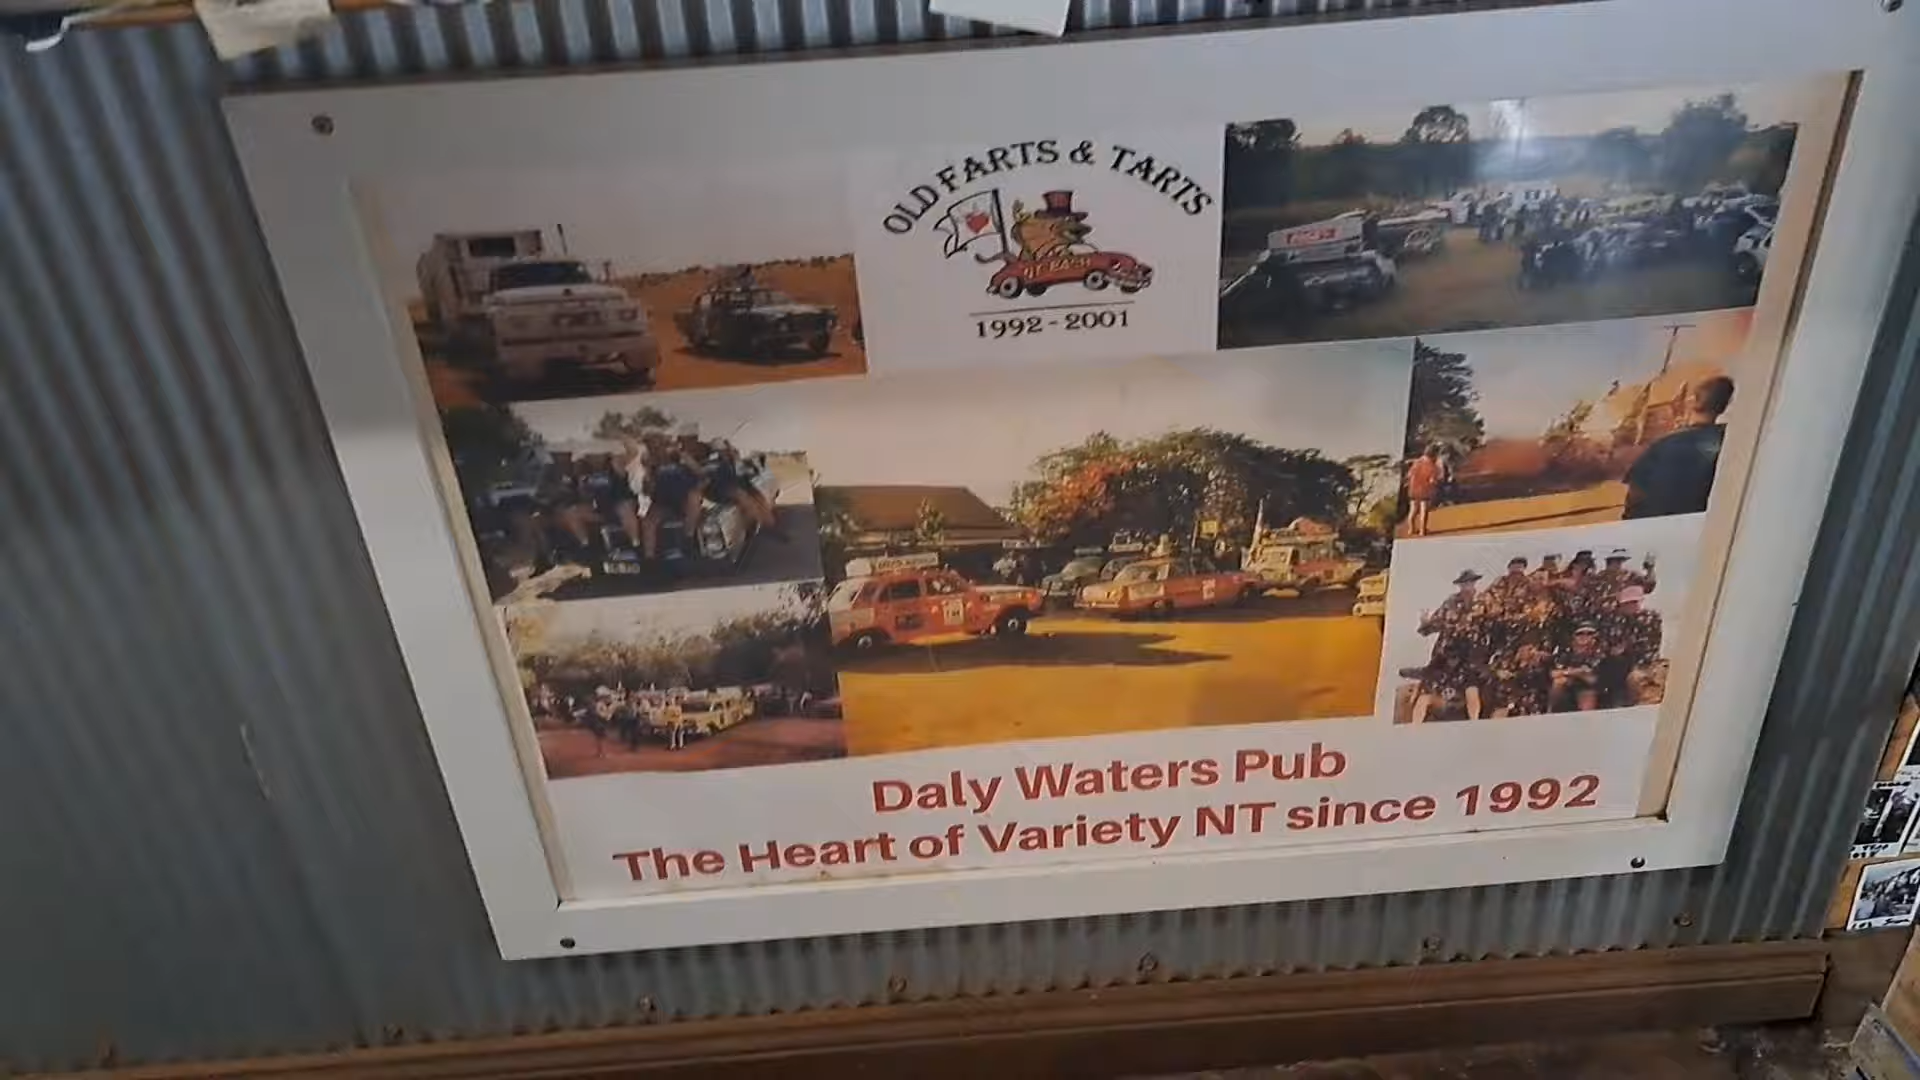 OLD FARTS & TARTS
1992 - 2001
Daly Waters Pub
The Heart of Variety NT since 1992